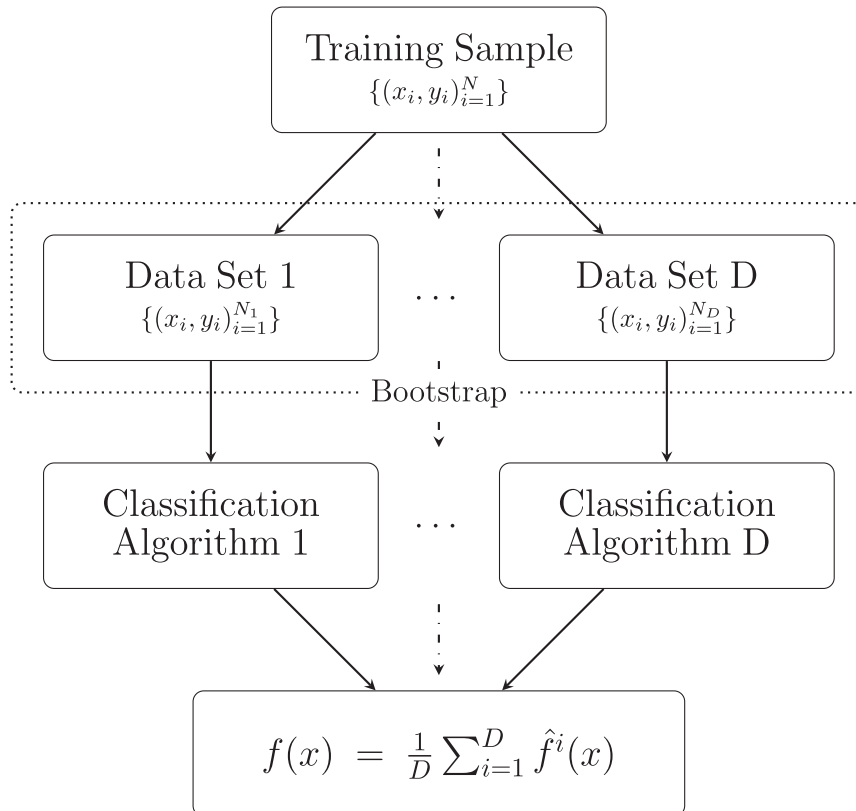 Training Sample
{(x_i, y_i)_{i=1}^{N}}
Data Set 1
{(x_i, y_i)_{i=1}^{N_1}}
. . .
Data Set D
{(x_i, y_i)_{i=1}^{N_D}}
Bootstrap
Classification
Algorithm 1
. . .
Classification
Algorithm D
f(x) = \frac{1}{D} \sum_{i=1}^{D} \hat{f}^i(x)